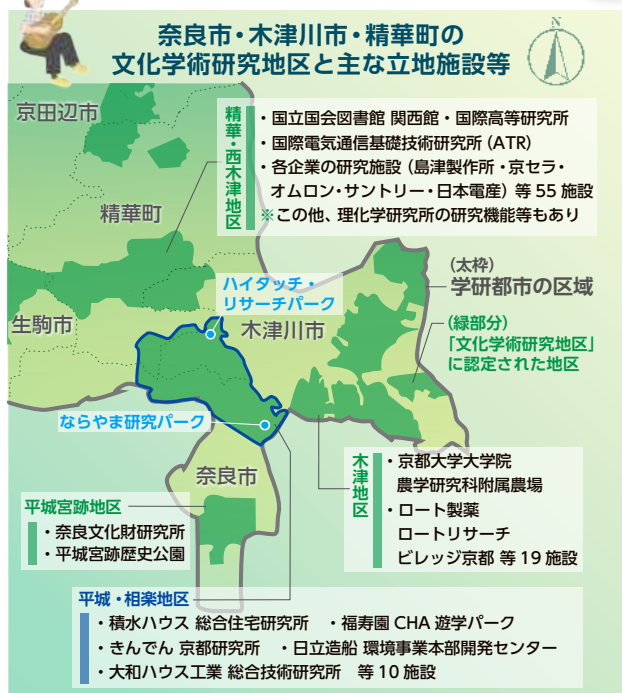 奈良市・木津川市・精華町の
文化学術研究地区と主な立地施設等
N
京田辺市
精華・西木津地区
・国立国会図書館 関西館・国際高等研究所
・国際電気通信基礎技術研究所（ATR）
・各企業の研究施設（島津製作所・京セラ・
オムロン・サントリー・日本電産）等 55 施設
※この他、理化学研究所の研究機能等もあり
精華町
ハイタッチ・
リサーチパーク
（太枠）
学研都市の区域
生駒市
木津川市
（緑部分）
「文化学術研究地区」
に認定された地区
ならやま研究パーク
奈良市
木津地区
・京都大学大学院
農学研究科附属農場
・ロート製薬
ロートリサーチ
ビレッジ京都 等 19 施設
平城宮跡地区
・奈良文化財研究所
・平城宮跡歴史公園
平城・相楽地区
・積水ハウス 総合住宅研究所　・福寿園 CHA 遊学パーク
・きんでん 京都研究所　・日立造船 環境事業本部開発センター
・大和ハウス工業 総合技術研究所　等 10 施設